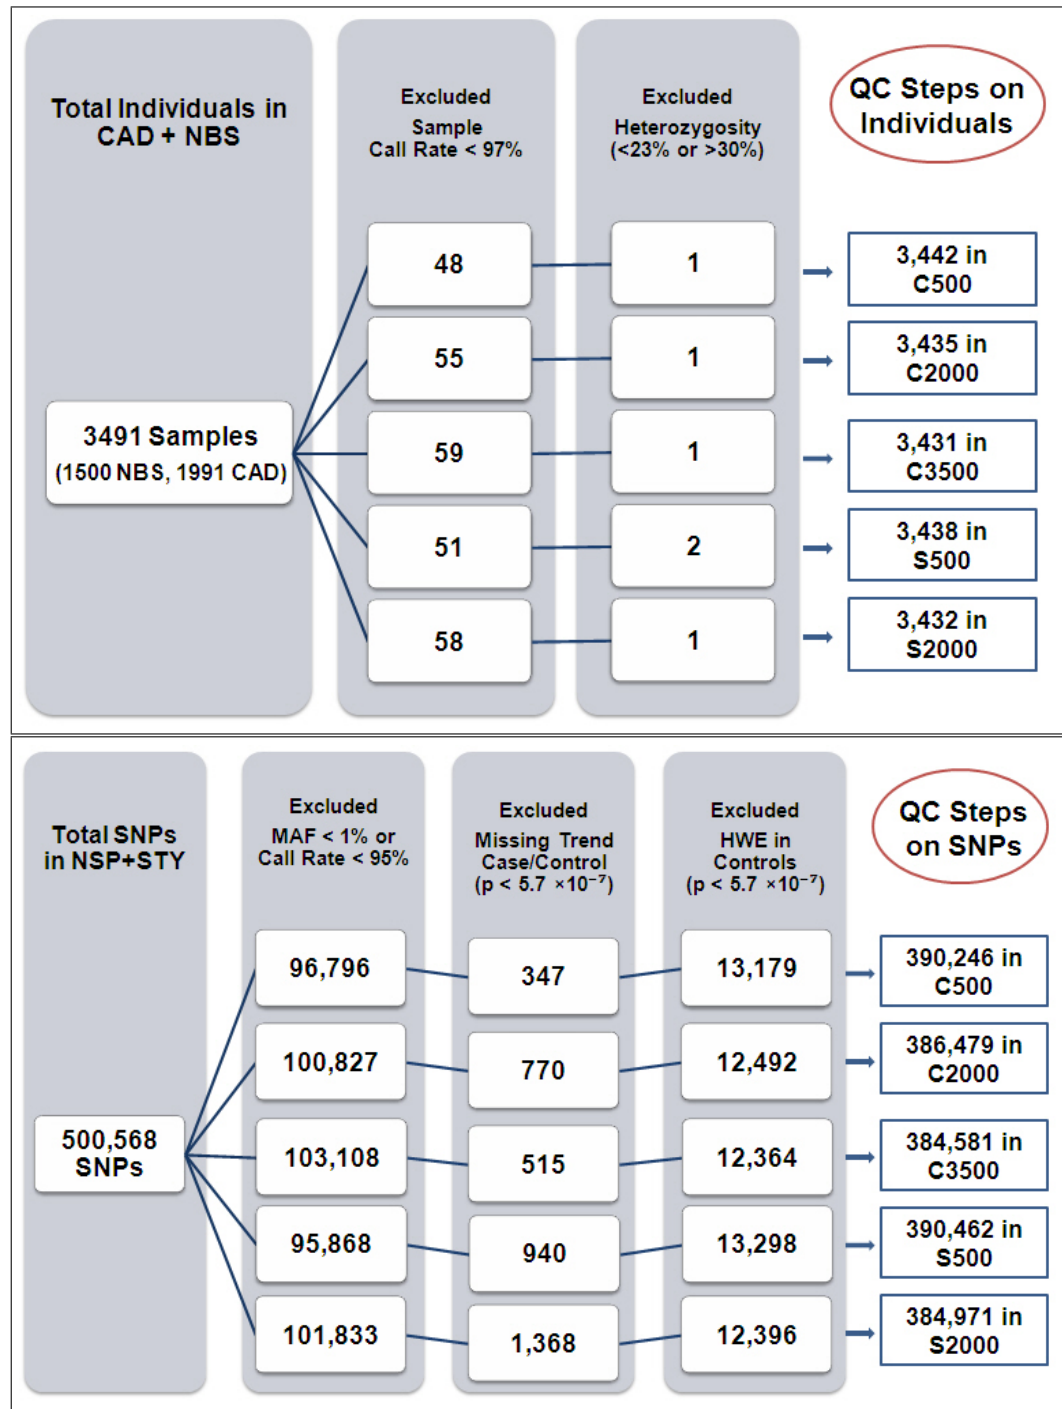 Total Individuals in
CAD + NBS
Excluded
Sample
Call Rate < 97%
Excluded
Heterozygosity
(<23% or >30%)
QC Steps on
Individuals
3491 Samples
(1500 NBS, 1991 CAD)
48
1
3,442 in
C500
55
1
3,435 in
C2000
59
1
3,431 in
C3500
51
2
3,438 in
S500
58
1
3,432 in
S2000
Total SNPs
in NSP+STY
Excluded
MAF < 1% or
Call Rate < 95%
Excluded
Missing Trend
Case/Control
(p < 5.7 ×10⁻⁷)
Excluded
HWE in
Controls
(p < 5.7 ×10⁻⁷)
QC Steps
on SNPs
500,568
SNPs
96,796
347
13,179
390,246 in
C500
100,827
770
12,492
386,479 in
C2000
103,108
515
12,364
384,581 in
C3500
95,868
940
13,298
390,462 in
S500
101,833
1,368
12,396
384,971 in
S2000